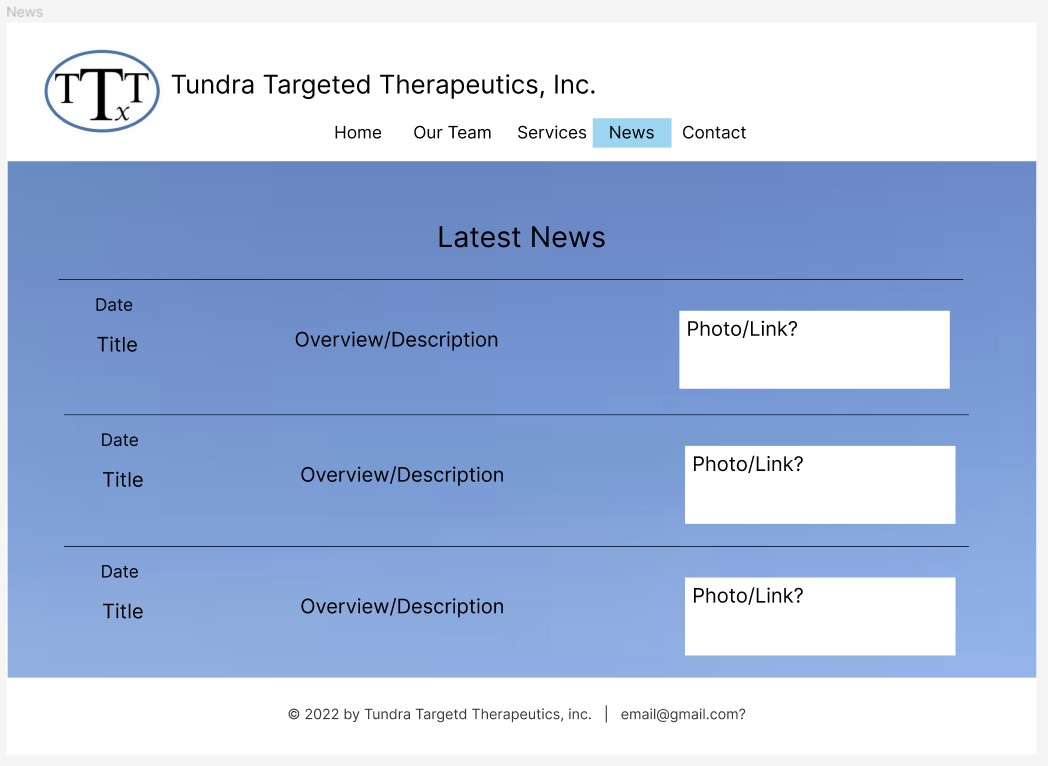 News
TTT
x
Tundra Targeted Therapeutics, Inc.
Home Our Team Services News Contact
Latest News
Date
Title Overview/Description Photo/Link?
Date
Title Overview/Description Photo/Link?
Date
Title Overview/Description Photo/Link?
© 2022 by Tundra Targetd Therapeutics, inc. | email@gmail.com?